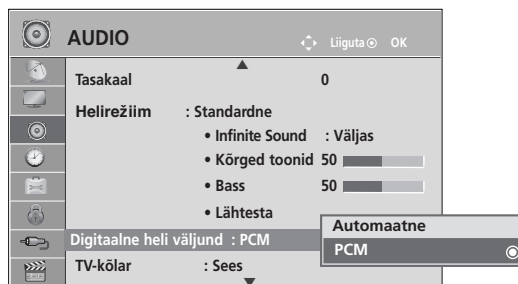 AUDIO Liiguta OK
Tasakaal 0
Helirežiim : Standardne
• Infinite Sound : Väljas
• Kõrged toonid 50
• Bass 50
• Lähtesta
Digitaalne heli väljund : PCM
Automaatne
PCM
TV-kõlar : Sees